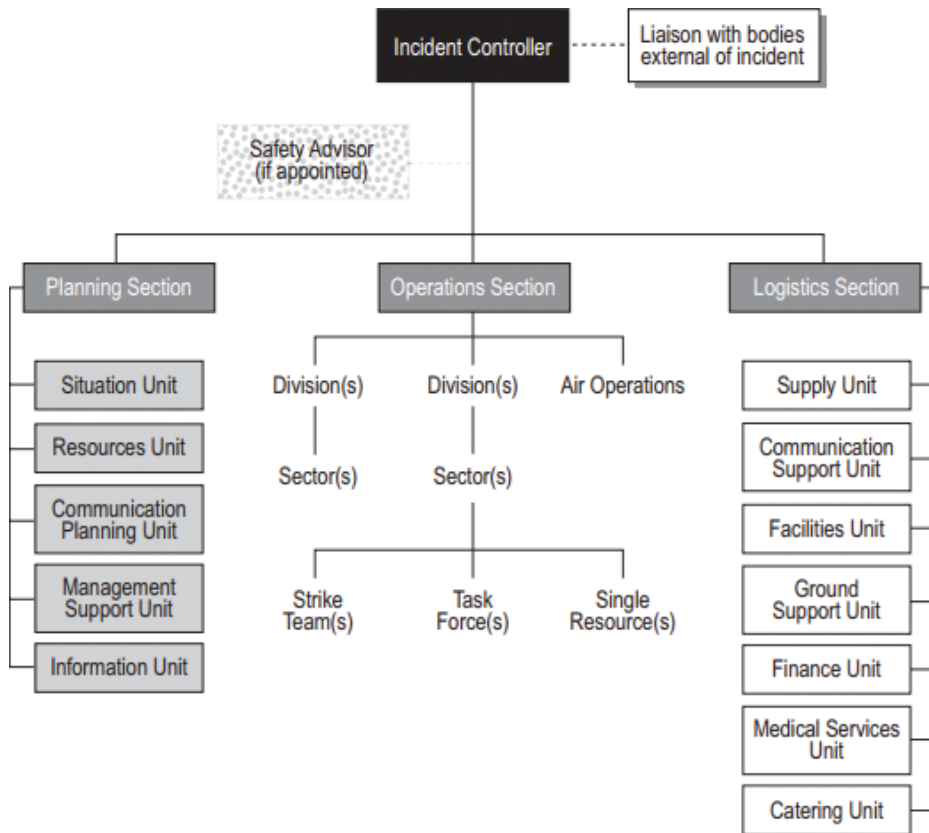 Incident Controller
Liaison with bodies
external of incident
Safety Advisor
(if appointed)
Planning Section
Operations Section
Logistics Section
Situation Unit
Resources Unit
Communication
Planning Unit
Management
Support Unit
Information Unit
Division(s)
Division(s)
Air Operations
Sector(s)
Sector(s)
Strike
Team(s)
Task
Force(s)
Single
Resource(s)
Supply Unit
Communication
Support Unit
Facilities Unit
Ground
Support Unit
Finance Unit
Medical Services
Unit
Catering Unit